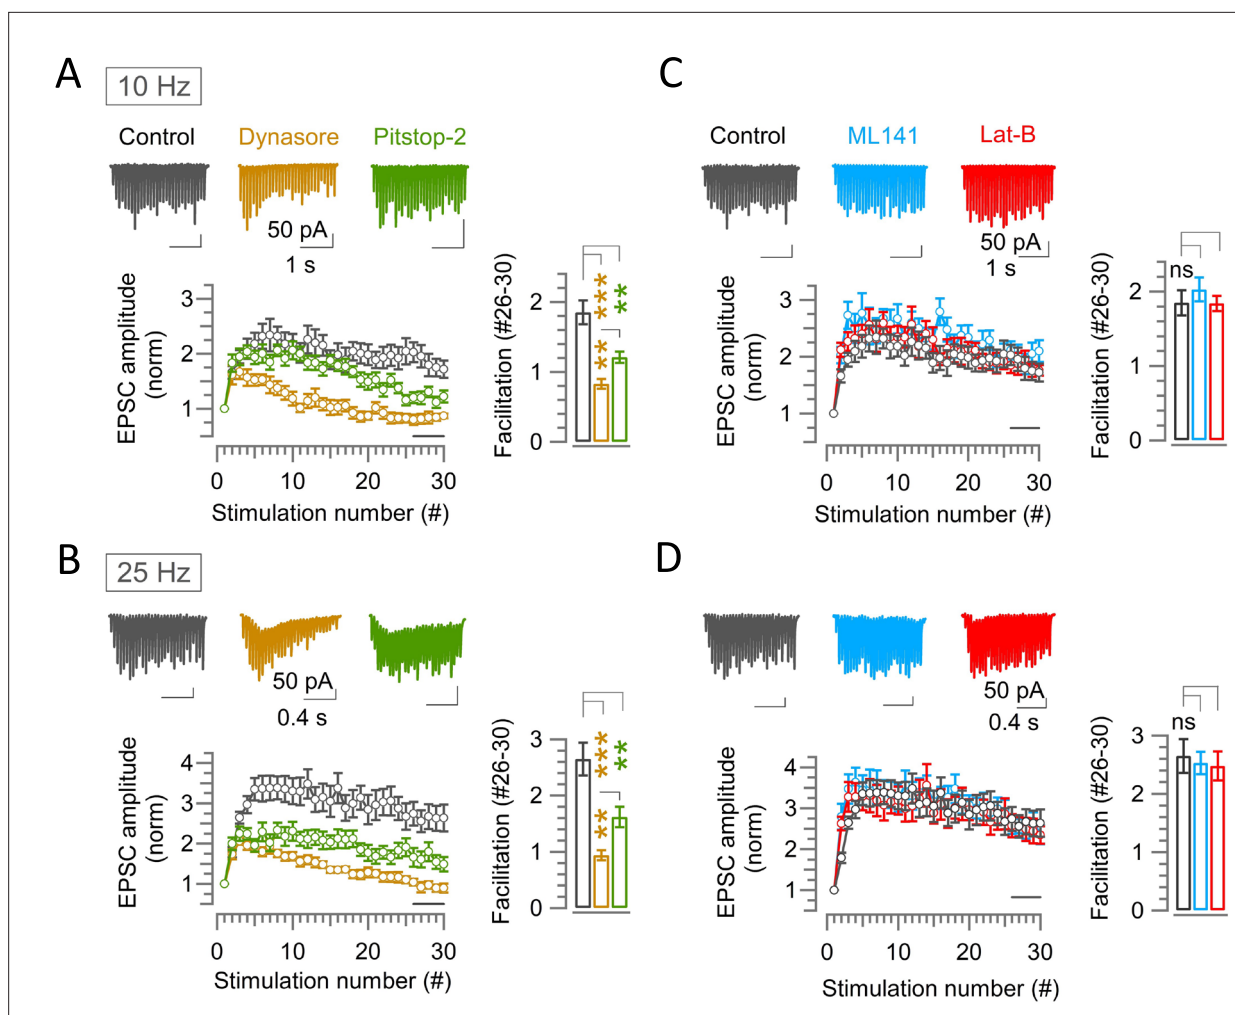 A
10 Hz
Control
Dynasore
Pitstop-2
50 pA
1 s
EPSC amplitude
(norm)
3
2
1
0
10
20
30
Stimulation number (#)
Facilitation (#26-30)
2
1
0
***
**
**
C
Control
ML141
Lat-B
50 pA
1 s
EPSC amplitude
(norm)
3
2
1
0
10
20
30
Stimulation number (#)
Facilitation (#26-30)
2
1
0
ns
B
25 Hz
50 pA
0.4 s
EPSC amplitude
(norm)
4
3
2
1
0
10
20
30
Stimulation number (#)
Facilitation (#26-30)
3
2
1
0
***
**
**
D
50 pA
0.4 s
EPSC amplitude
(norm)
4
3
2
1
0
10
20
30
Stimulation number (#)
Facilitation (#26-30)
3
2
1
0
ns